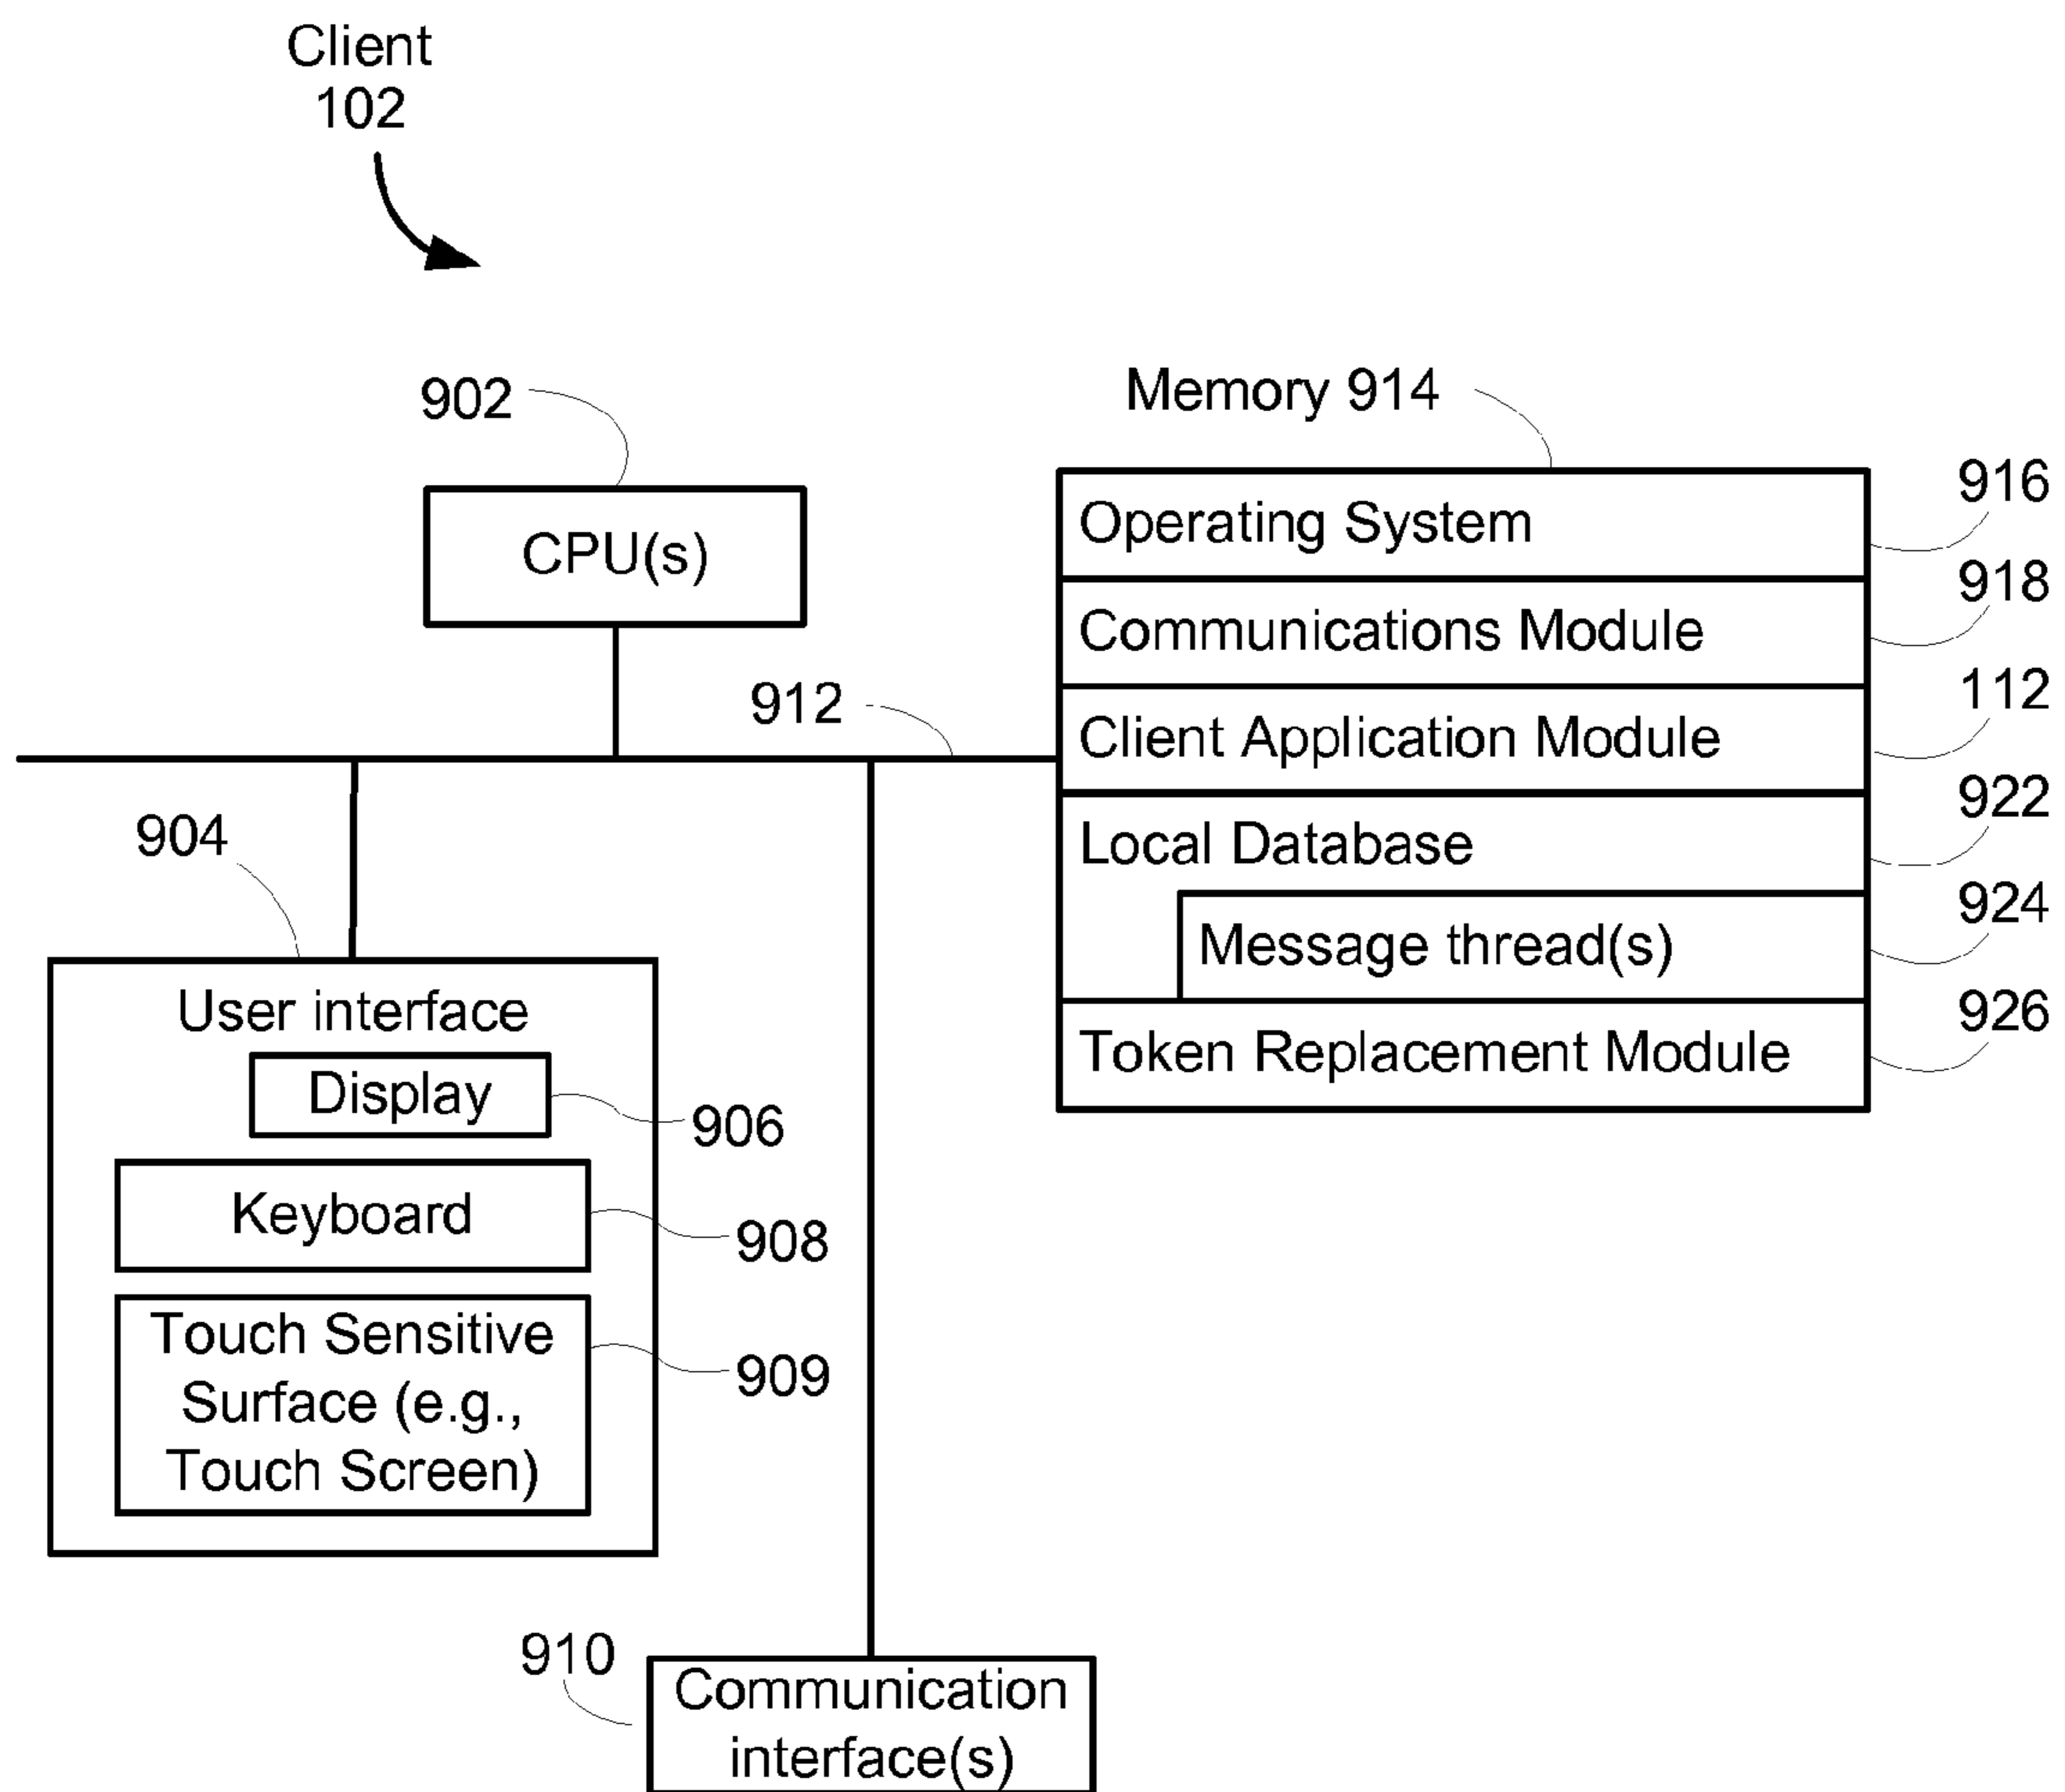 Client
102
902
Memory 914
916
Operating System
CPU(s)
918
Communications Module
912
112
Client Application Module
922
904
Local Database
924
Message thread(s)
926
User interface
Token Replacement Module
Display
906
Keyboard
908
Touch Sensitive
909
Surface (e.g.,
Touch Screen)
910
Communication
interface(s)